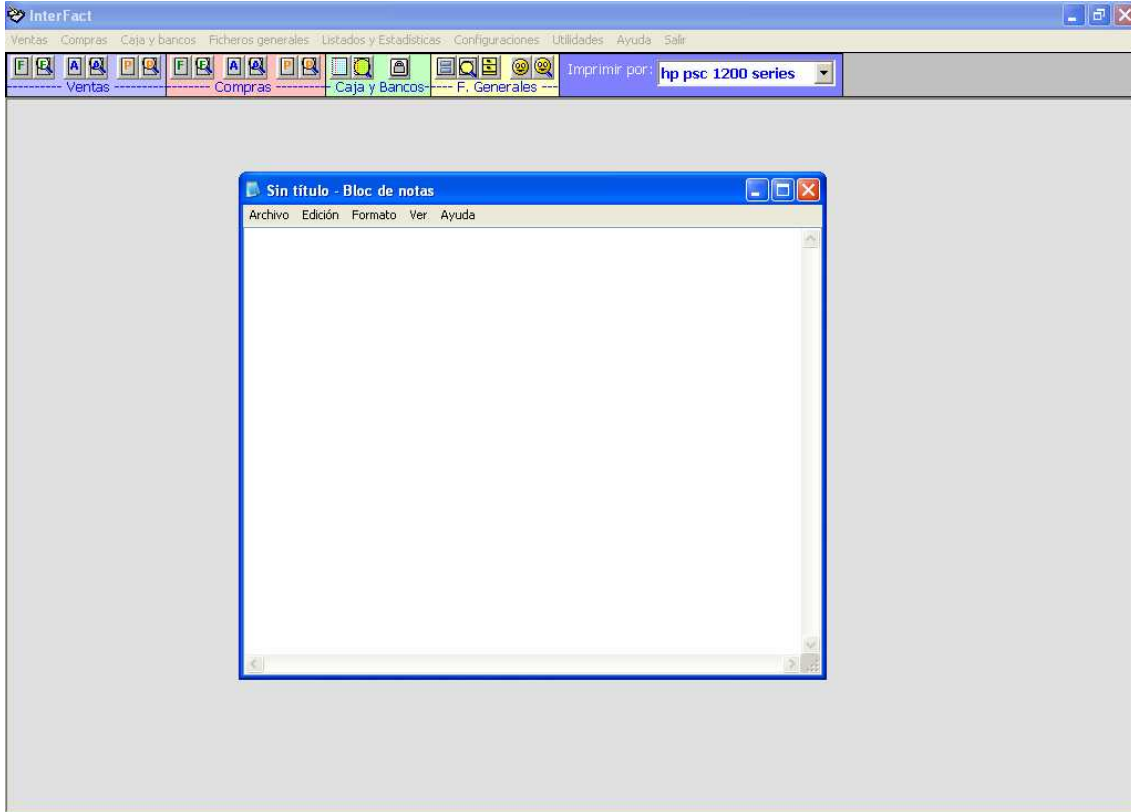 InterFact
Ventas Compras Caja y bancos Ficheros generales Listados y Estadísticas Configuraciones Utilidades Ayuda Salir
F F A A P P F F A A P P Imprimir por: hp psc 1200 series
Ventas Compras Caja y Bancos F. Generales
Sin título - Bloc de notas
Archivo Edición Formato Ver Ayuda